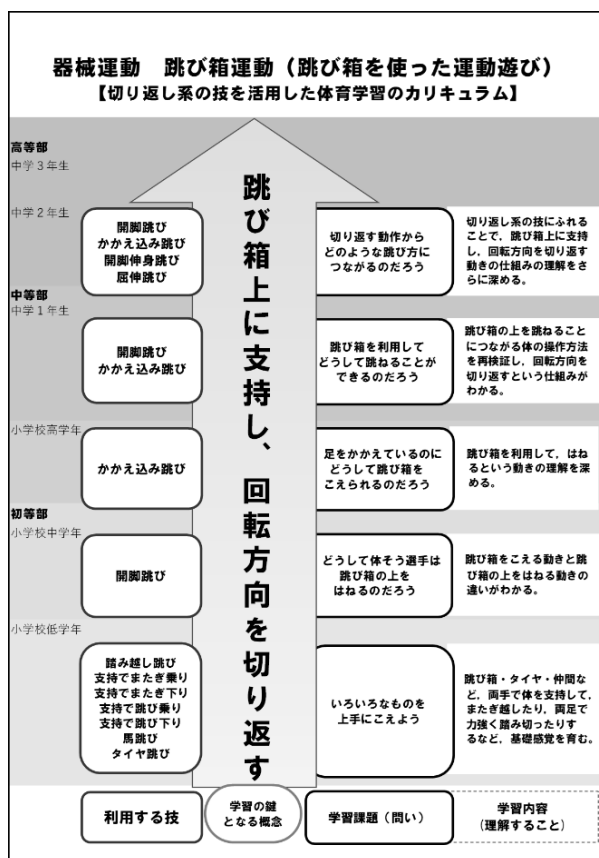 器械運動　跳び箱運動（跳び箱を使った運動遊び）
【切り返し系の技を活用した体育学習のカリキュラム】
高等部
中学３年生
中学２年生
開脚跳び
かかえ込み跳び
開脚伸身跳び
屈伸跳び
切り返す動作から
どのような跳び方に
つながるのだろう
切り返し系の技にふれる
ことで，跳び箱上に支持
し，回転方向を切り返す
動きの仕組みの理解をさ
らに深める。
中等部
中学１年生
開脚跳び
かかえ込み跳び
跳び箱を利用して
どうして跳ねることが
できるのだろう
跳び箱の上を跳ねること
につながる体の操作方法
を再検証し，回転方向を
切り返すという仕組みが
わかる。
小学校高学年
かかえ込み跳び
足をかかえているのに
どうして跳び箱を
こえられるのだろう
跳び箱を利用して，はね
るという動きの理解を深
める。
初等部
小学校中学年
開脚跳び
どうして体そう選手は
跳び箱の上を
はねるのだろう
跳び箱をこえる動きと跳
び箱の上をはねる動きの
違いがわかる。
小学校低学年
踏み越し跳び
支持でまたぎ乗り
支持でまたぎ下り
支持で跳び乗り
支持で跳び下り
馬跳び
タイヤ跳び
いろいろなものを
上手にこえよう
跳び箱・タイヤ・仲間な
ど，両手で体を支持して，
またぎ越したり，両足で
力強く踏み切ったりす
るなど，基礎感覚を育む。
跳び箱上に支持し、回転方向を切り返す
利用する技
学習の鍵
となる概念
学習課題（問い）
学習内容
（理解すること）